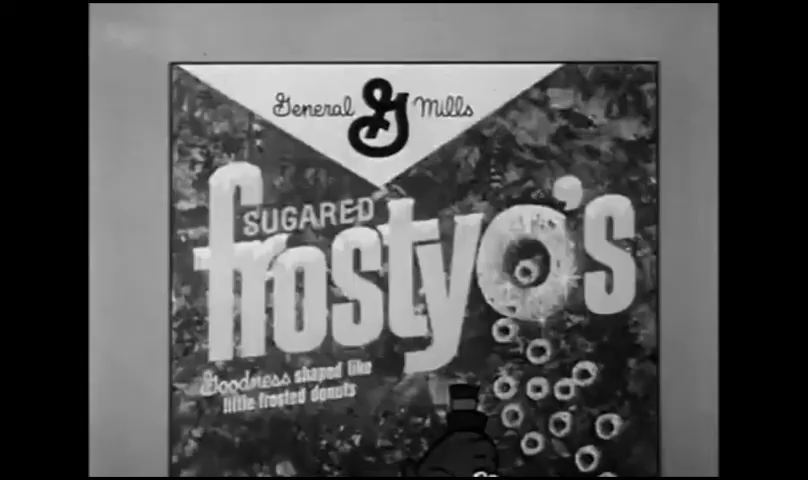 General G Mills
SUGARED
frosty o's
Goodness shaped like
little frosted donuts